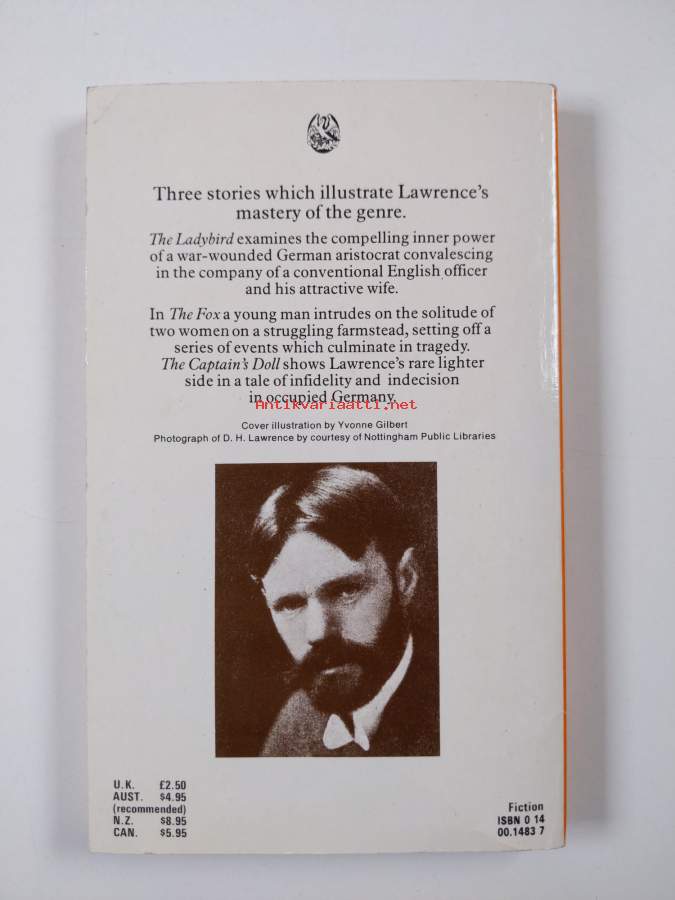 Three stories which illustrate Lawrence's
mastery of the genre.
The Ladybird examines the compelling inner power
of a war-wounded German aristocrat convalescing
in the company of a conventional English officer
and his attractive wife.
In The Fox a young man intrudes on the solitude of
two women on a struggling farmstead, setting off a
series of events which culminate in tragedy.
The Captain's Doll shows Lawrence's rare lighter
side in a tale of infidelity and indecision
in occupied Germany.
Antikvariaatti.net
Cover illustration by Yvonne Gilbert
Photograph of D. H. Lawrence by courtesy of Nottingham Public Libraries
U.K. £2.50
AUST. $4.95
(recommended)
N.Z. $8.95
CAN. $5.95
Fiction
ISBN 0 14
00.1483 7